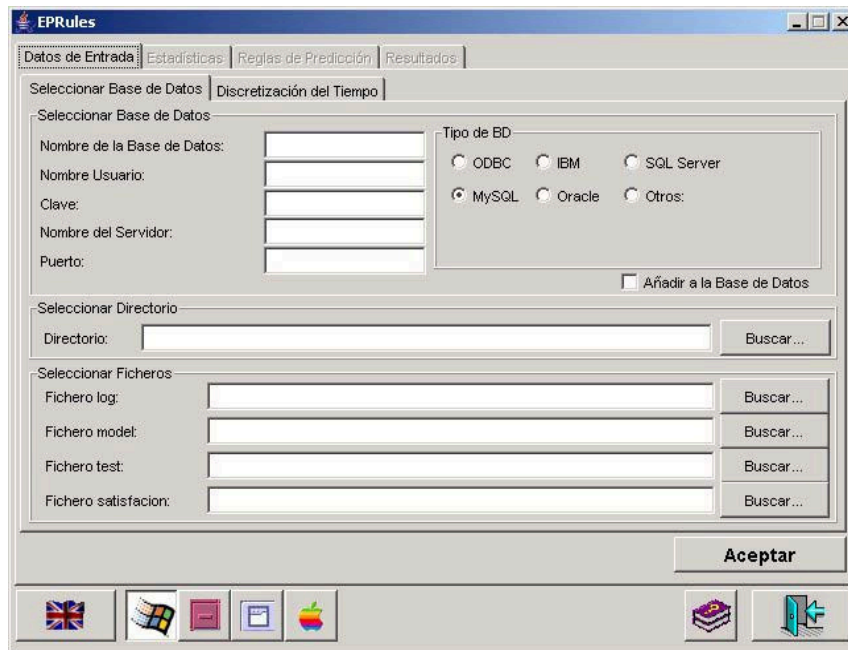 EPRules
Datos de Entrada Estadísticas Reglas de Predicción Resultados
Seleccionar Base de Datos Discretización del Tiempo
Seleccionar Base de Datos
Nombre de la Base de Datos:
Nombre Usuario:
Clave:
Nombre del Servidor:
Puerto:
Tipo de BD
ODBC IBM SQL Server
MySQL Oracle Otros:
Añadir a la Base de Datos
Seleccionar Directorio
Directorio: Buscar...
Seleccionar Ficheros
Fichero log: Buscar...
Fichero model: Buscar...
Fichero test: Buscar...
Fichero satisfacion: Buscar...
Aceptar